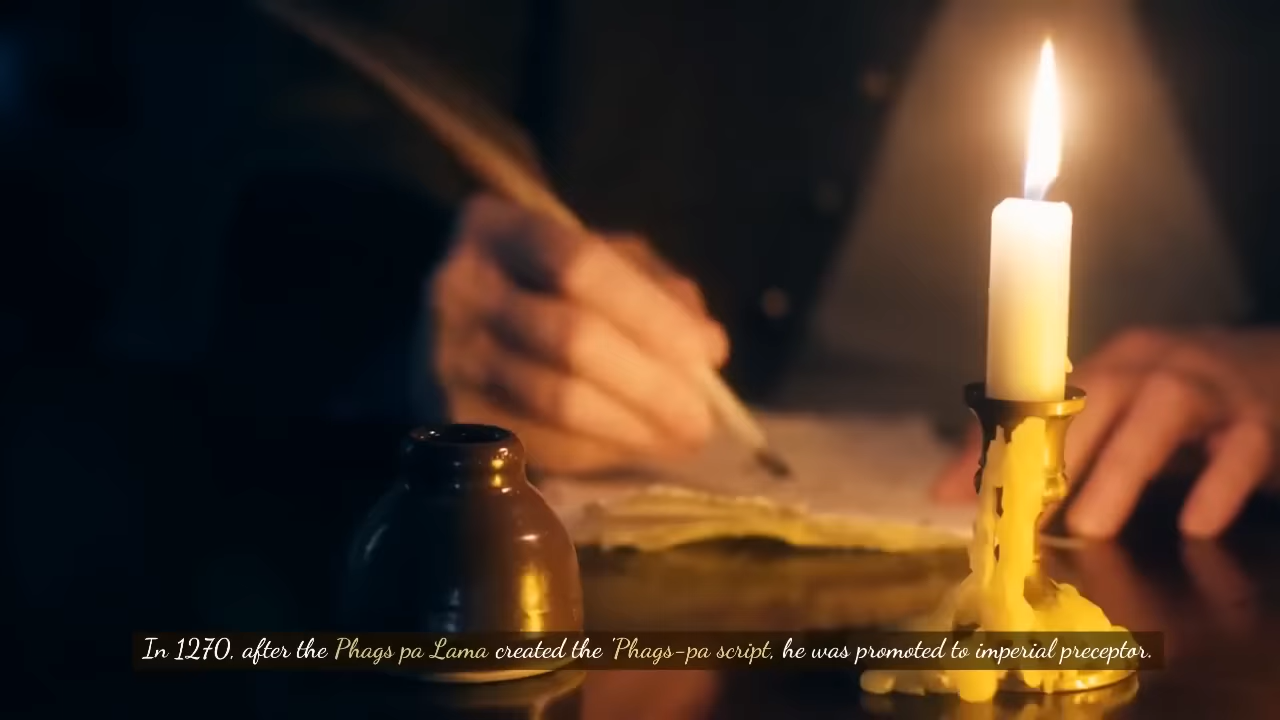 In 1270, after the Phags pa Lama created the 'Phags-pa script, he was promoted to imperial preceptor.